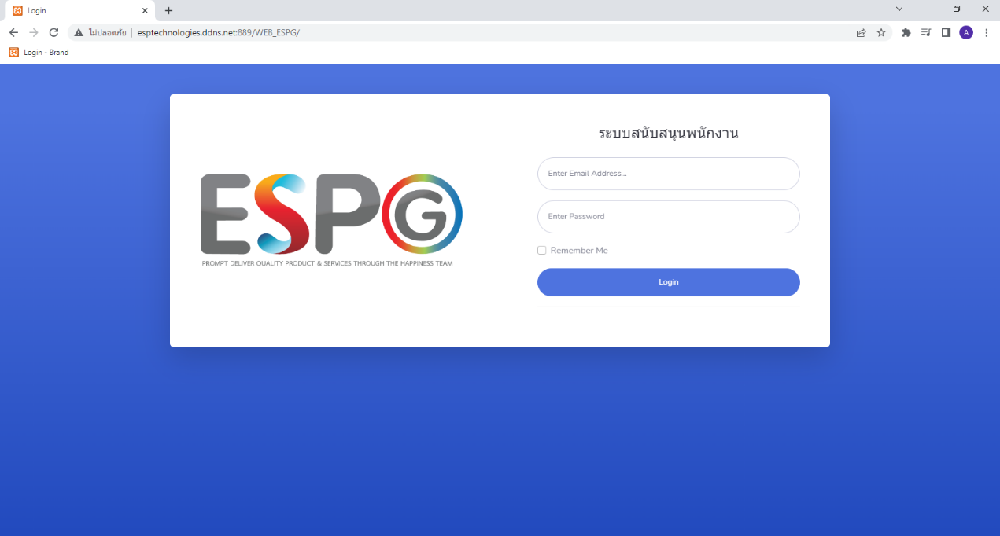 Login
ไม่ปลอดภัย
esptechnologies.ddns.net:889/WEB_ESPG/
A
Login - Brand
ESPG
PROMPT DELIVER QUALITY PRODUCT & SERVICES THROUGH THE HAPPINESS TEAM
ระบบสนับสนุนพนักงาน
Enter Email Address...
Enter Password
Remember Me
Login